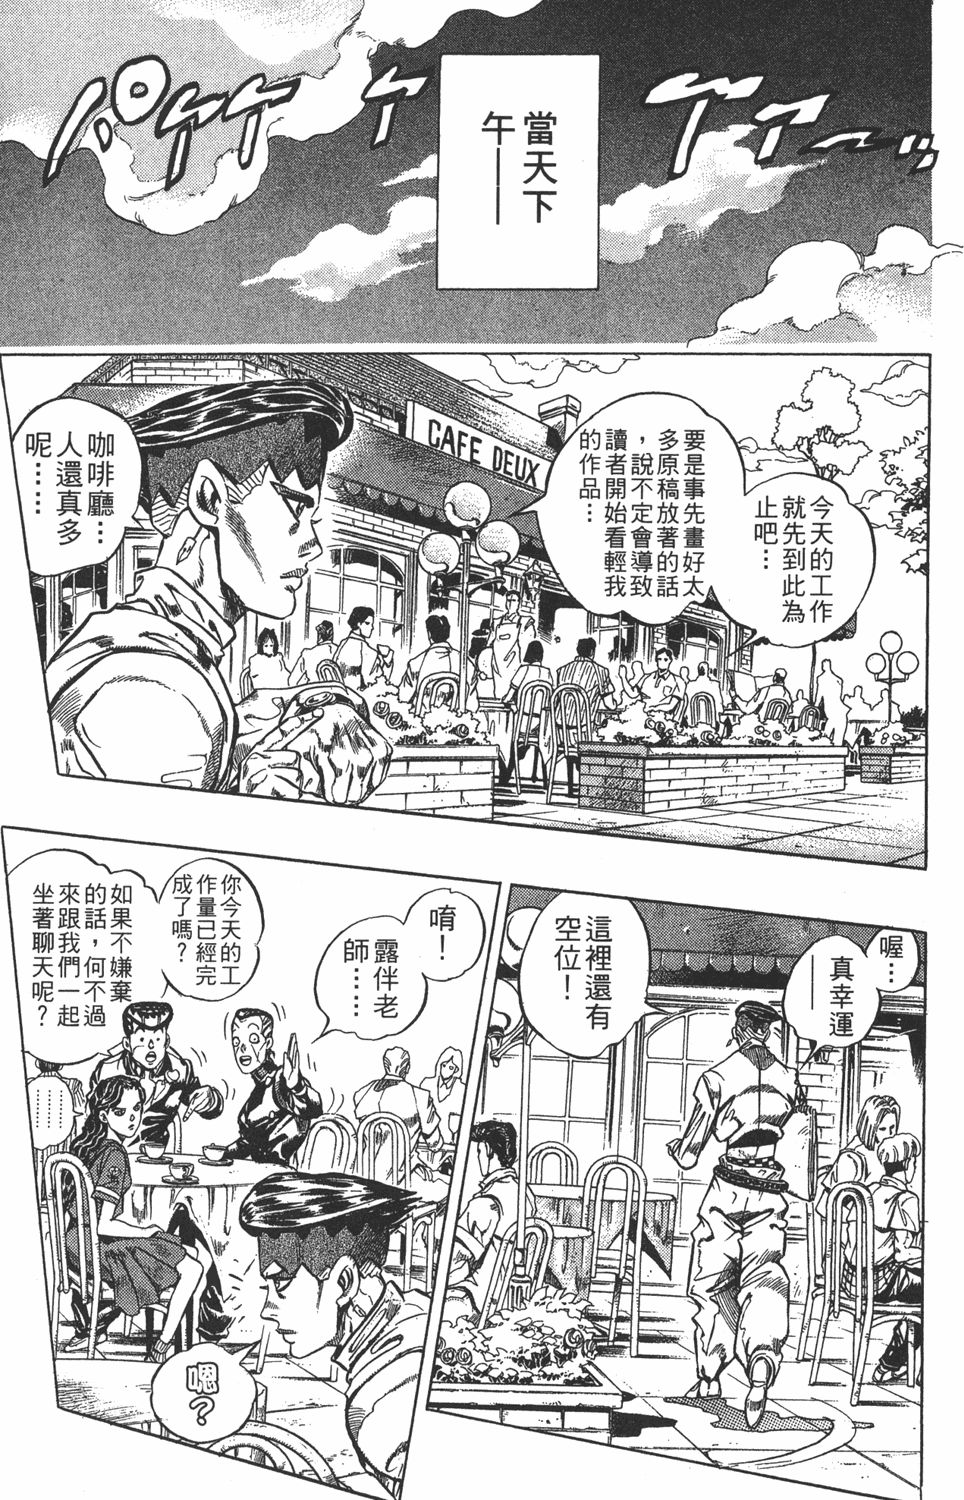 アアー～…
ケ
パカケケ
當天下
午——
今天的工作
就先到此為
止吧…
要是事先畫好太
多原稿放著的話
，說不定會導致
讀者開始看輕我
的作品…
CAFE DEUX
咖啡廳…
人還真多
呢……
喔…
真幸運
——
這裡還有
空位！
唷！
露伴老
師……
你今天的工
作量已經完
成了嗎？
如果不嫌棄
的話，何不過
來跟我們一起
坐著聊天呢？
………
嗯？